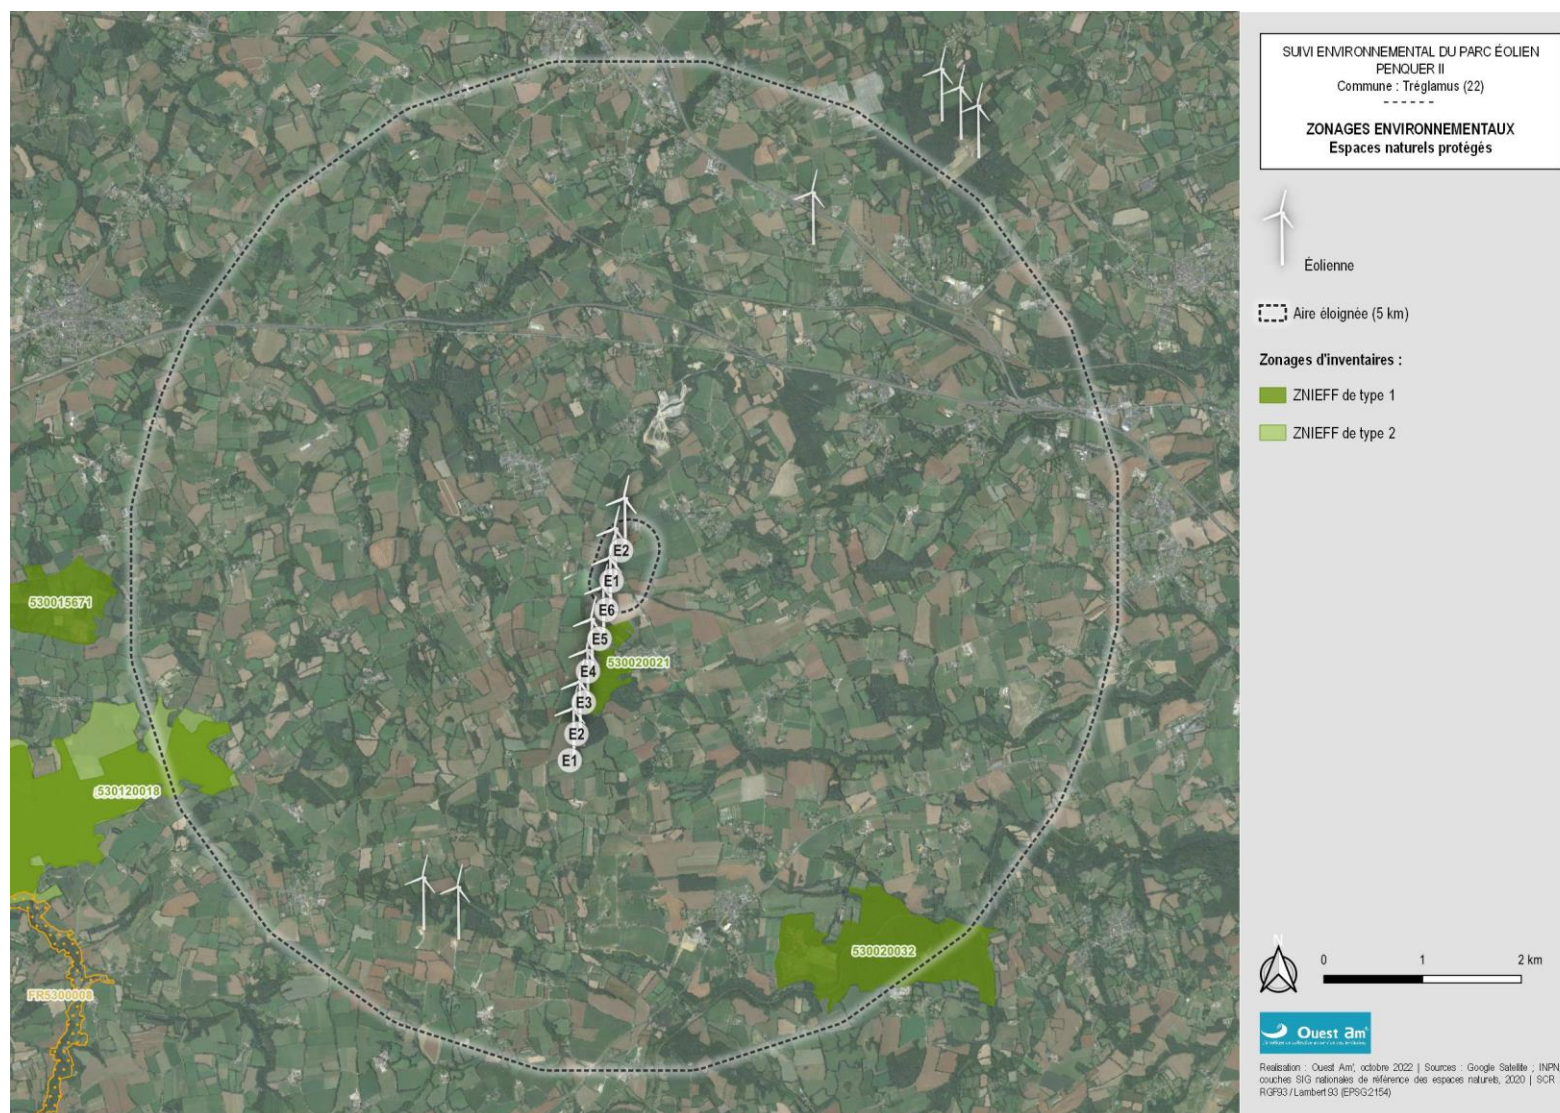 SUIVI ENVIRONNEMENTAL DU PARC ÉOLIEN
PENQUER II
Commune : Tréglamus (22)
ZONAGES ENVIRONNEMENTAUX
Espaces naturels protégés
Éolienne
Aire éloignée (5 km)
Zonages d'inventaires :
ZNIEFF de type 1
ZNIEFF de type 2
E2
E1
E6
530015671
E5
530020021
E4
E3
E2
E1
530120018
530020032
FR5300008
N
0 1 2 km
Ouest am'
Réalisation : Ouest Am', octobre 2022 | Sources : Google Satellite ; INPN
couches SIG nationales de référence des espaces naturels, 2020 | SCR
RGF93 / Lambert 93 (EPSG:2154)